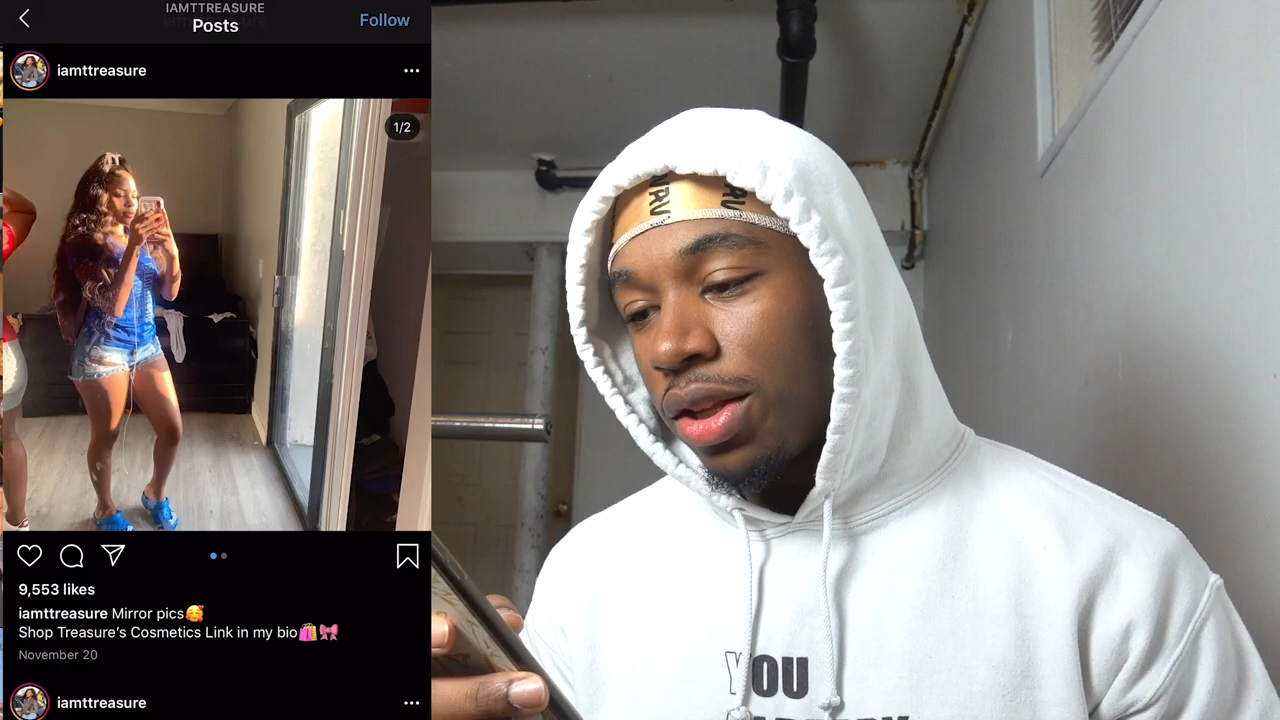 IAMTTREASURE
Posts
Follow
iamttreasure
1/2
9,553 likes
iamttreasure Mirror pics🥰
Shop Treasure's Cosmetics Link in my bio🛍️🎀
November 20
iamttreasure
YOU